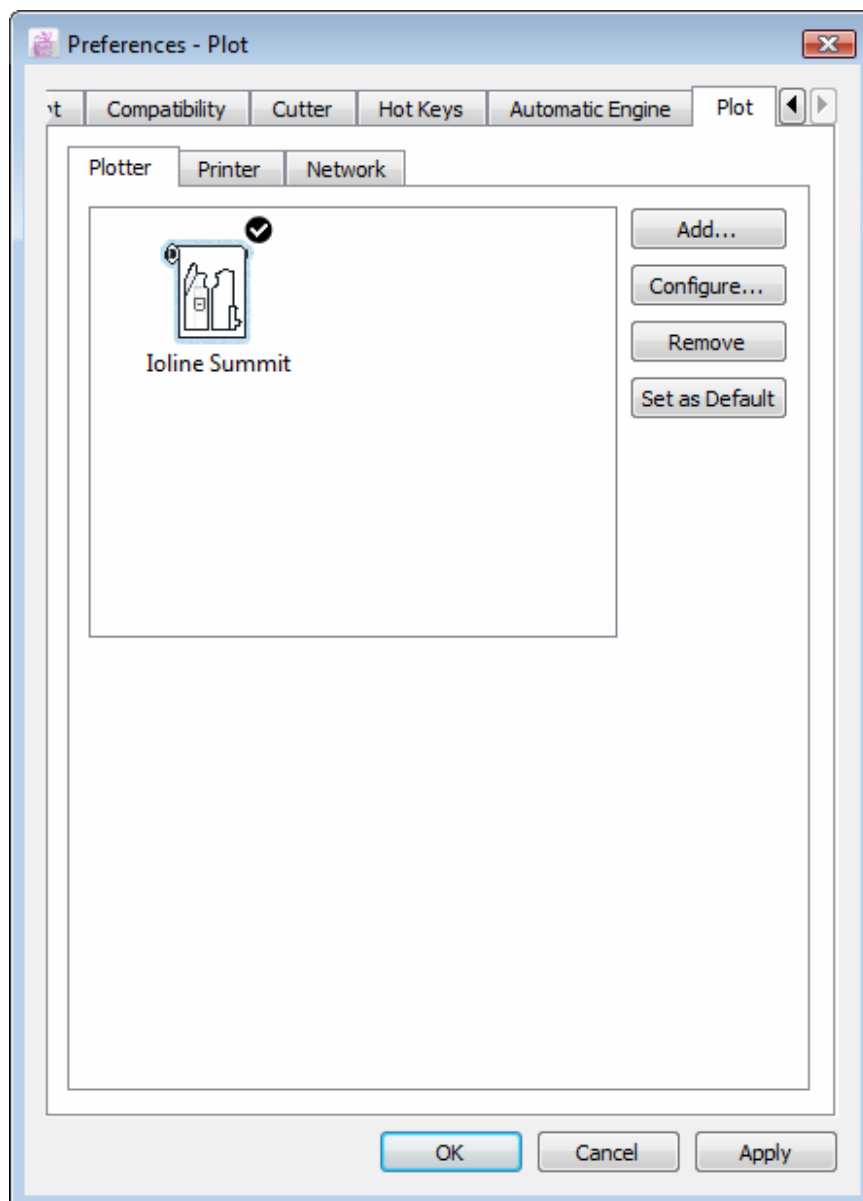 Preferences - Plot
Compatibility Cutter Hot Keys Automatic Engine Plot
Plotter Printer Network
Add...
Configure...
Remove
Set as Default
Ioline Summit
OK Cancel Apply